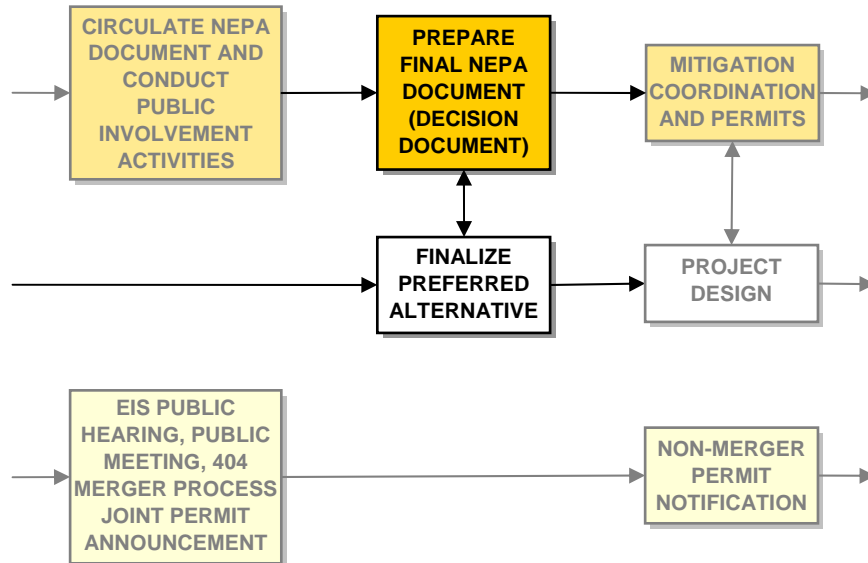 CIRCULATE NEPA
DOCUMENT AND
CONDUCT
PUBLIC
INVOLVEMENT
ACTIVITIES
PREPARE
FINAL NEPA
DOCUMENT
(DECISION
DOCUMENT)
MITIGATION
COORDINATION
AND PERMITS
FINALIZE
PREFERRED
ALTERNATIVE
PROJECT
DESIGN
EIS PUBLIC
HEARING, PUBLIC
MEETING, 404
MERGER PROCESS
JOINT PERMIT
ANNOUNCEMENT
NON-MERGER
PERMIT
NOTIFICATION